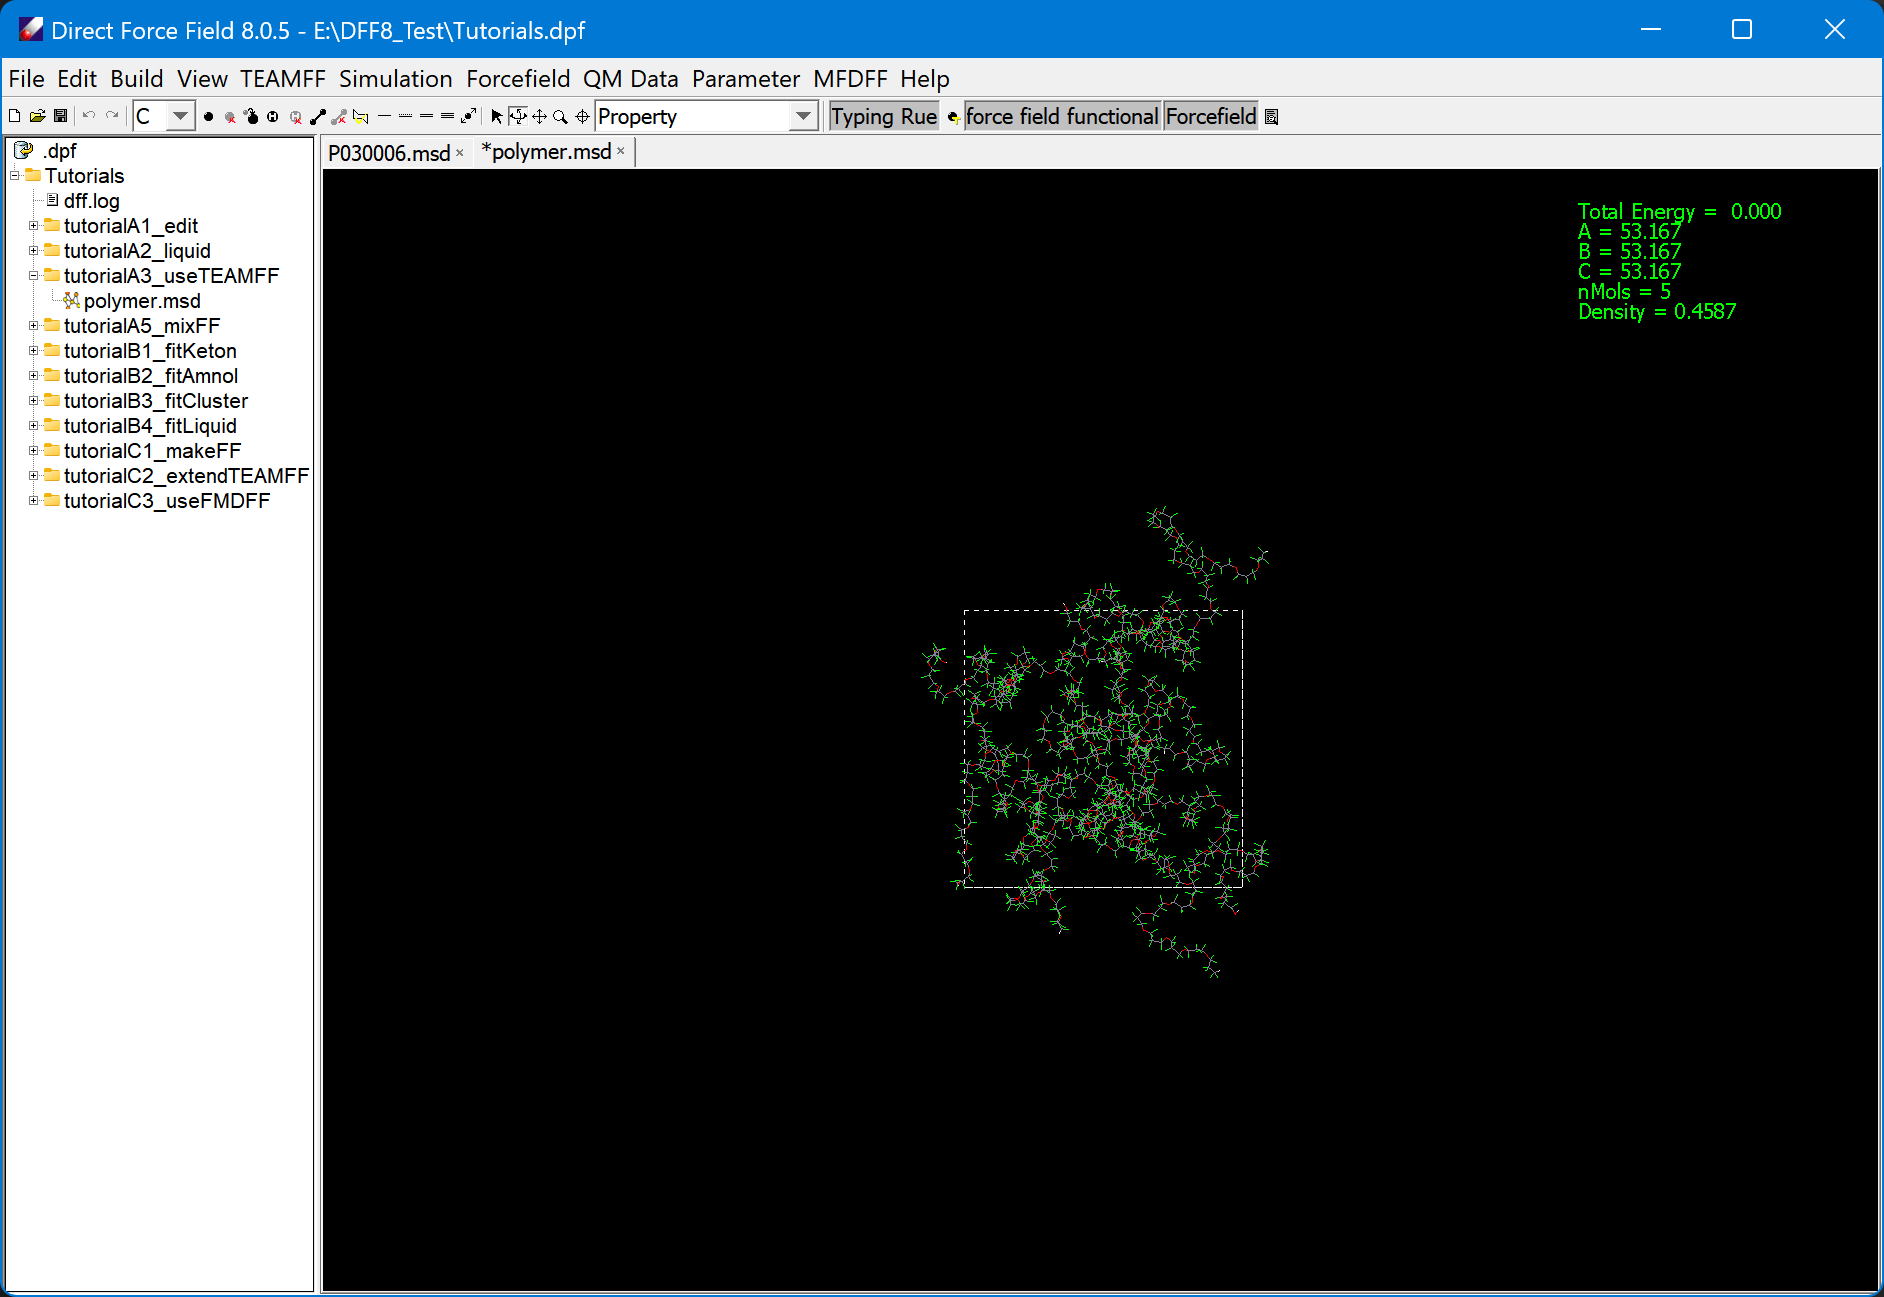 Direct Force Field 8.0.5 - E:\DFF8_Test\Tutorials.dpf
File Edit Build View TEAMFF Simulation Forcefield QM Data Parameter MFDFF Help
C Property Typing Rue force field functional Forcefield
.dpf
Tutorials
dff.log
tutorialA1_edit
tutorialA2_liquid
tutorialA3_useTEAMFF
polymer.msd
tutorialA5_mixFF
tutorialB1_fitKeton
tutorialB2_fitAmnol
tutorialB3_fitCluster
tutorialB4_fitLiquid
tutorialC1_makeFF
tutorialC2_extendTEAMFF
tutorialC3_useFMDFF
P030006.msd *polymer.msd
Total Energy = 0.000
A = 53.167
B = 53.167
C = 53.167
nMols = 5
Density = 0.4587